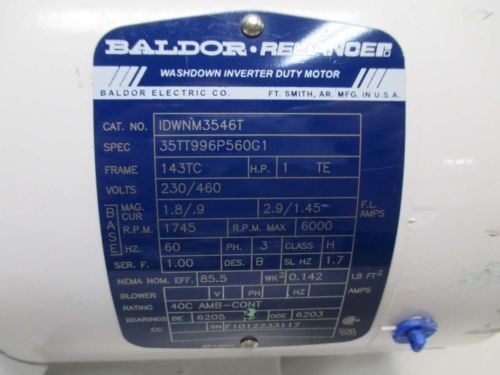 BALDOR • RELIANCE
WASHDOWN INVERTER DUTY MOTOR
BALDOR ELECTRIC CO. FT. SMITH, AR. MFG. IN U.S.A.
CAT. NO. IDWNM3546T
SPEC 35TT996P560G1
FRAME 143TC H.P. 1 TE
VOLTS 230/460
BASE MAG. CUR 1.8/.9 2.9/1.45 F.L. AMPS
R.P.M. 1745 R.P.M. MAX 6000
HZ. 60 PH. 3 CLASS H
SER. F. 1.00 DES. B SL HZ 1.7
NEMA NOM. EFF. 85.5 WK² 0.142 LB FT²
BLOWER V PH HZ AMPS
RATING 40C AMB-CONT
BEARINGS DE 6205 ODE 6203
CC SN F1012233117